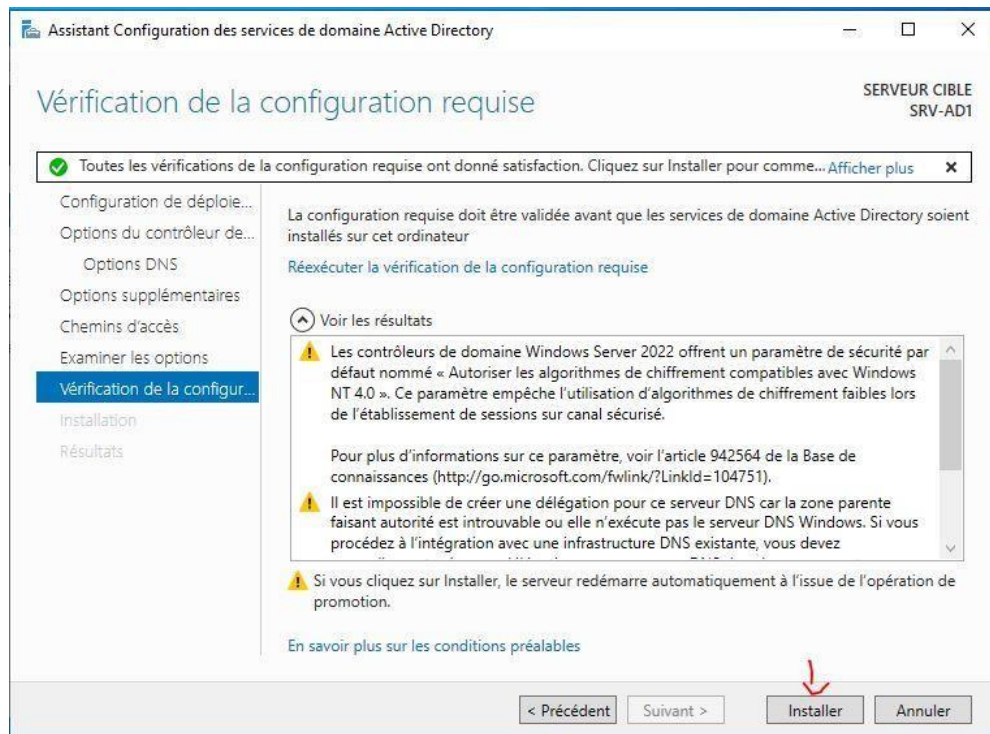 Assistant Configuration des services de domaine Active Directory
Vérification de la configuration requise
SERVEUR CIBLE
SRV-AD1
Toutes les vérifications de la configuration requise ont donné satisfaction. Cliquez sur Installer pour comme... Afficher plus
Configuration de déploie...
Options du contrôleur de...
Options DNS
Options supplémentaires
Chemins d'accès
Examiner les options
Vérification de la configur...
Installation
Résultats
La configuration requise doit être validée avant que les services de domaine Active Directory soient
installés sur cet ordinateur
Réexécuter la vérification de la configuration requise
Voir les résultats
Les contrôleurs de domaine Windows Server 2022 offrent un paramètre de sécurité par
défaut nommé « Autoriser les algorithmes de chiffrement compatibles avec Windows
NT 4.0 ». Ce paramètre empêche l'utilisation d'algorithmes de chiffrement faibles lors
de l'établissement de sessions sur canal sécurisé.
Pour plus d'informations sur ce paramètre, voir l'article 942564 de la Base de
connaissances (http://go.microsoft.com/fwlink/?LinkId=104751).
Il est impossible de créer une délégation pour ce serveur DNS car la zone parente
faisant autorité est introuvable ou elle n'exécute pas le serveur DNS Windows. Si vous
procédez à l'intégration avec une infrastructure DNS existante, vous devez
Si vous cliquez sur Installer, le serveur redémarre automatiquement à l'issue de l'opération de
promotion.
En savoir plus sur les conditions préalables
< Précédent
Suivant >
Installer
Annuler